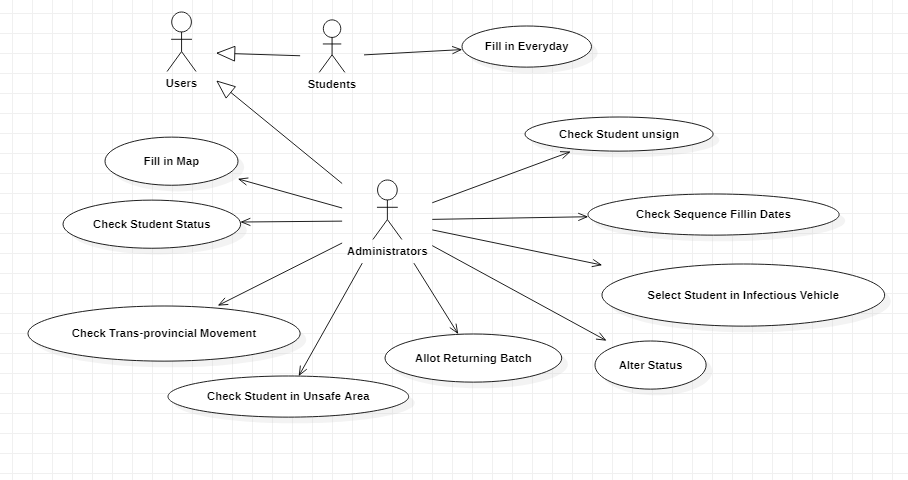 Fill in Everyday
Users
Students
Check Student unsign
Fill in Map
Check Student Status
Check Sequence Fillin Dates
Administrators
Select Student in Infectious Vehicle
Check Trans-provincial Movement
Allot Returning Batch
Alter Status
Check Student in Unsafe Area